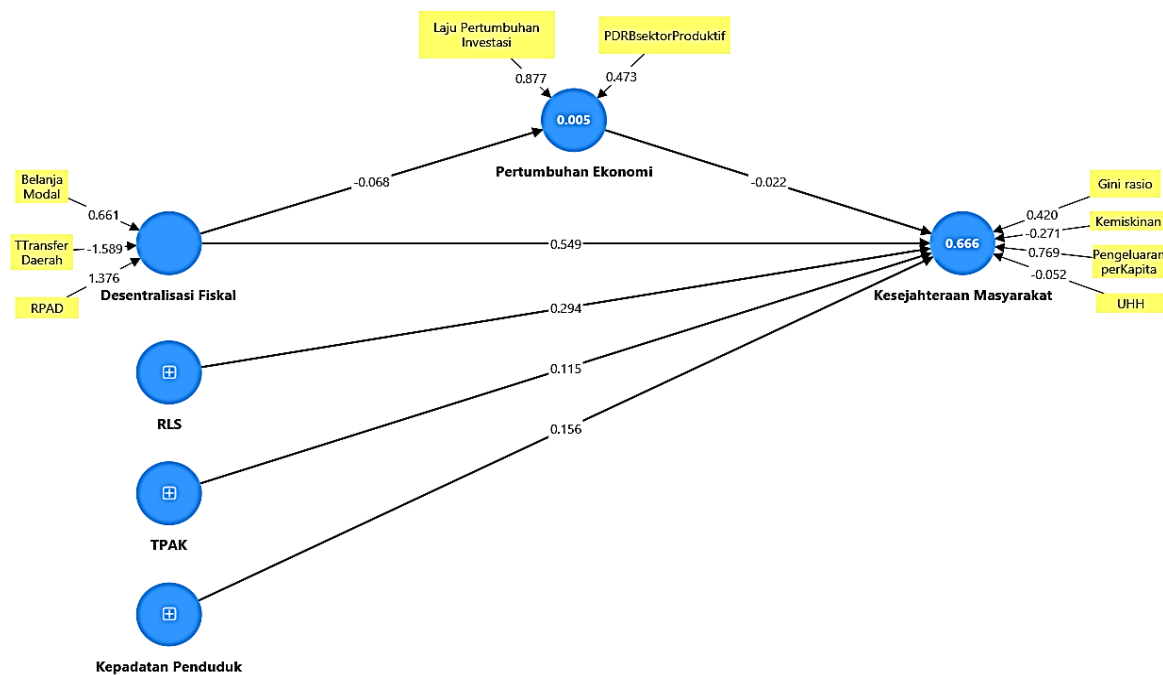 Laju Pertumbuhan
Investasi
PDRBsektorProduktif
0.877
0.473
0.005
Pertumbuhan Ekonomi
Belanja
Modal
0.661
TTransfer
Daerah
-1.589
1.376
RPAD
Desentralisasi Fiskal
-0.068
-0.022
0.549
0.294
0.115
0.156
Gini rasio
0.420
Kemiskinan
-0.271
0.769
Pengeluaran
perKapita
-0.052
UHH
0.666
Kesejahteraan Masyarakat
RLS
TPAK
Kepadatan Penduduk